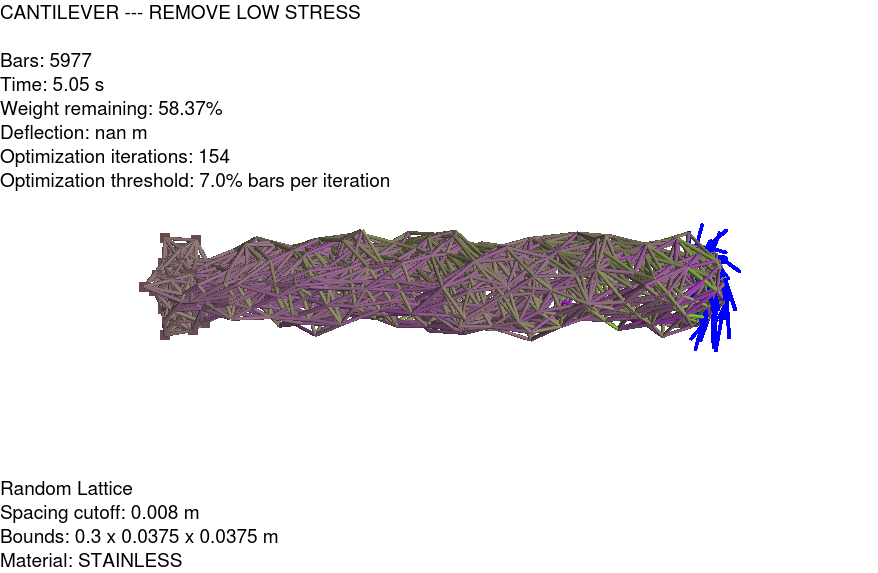 CANTILEVER --- REMOVE LOW STRESS
Bars: 5977
Time: 5.05 s
Weight remaining: 58.37%
Deflection: nan m
Optimization iterations: 154
Optimization threshold: 7.0% bars per iteration
Random Lattice
Spacing cutoff: 0.008 m
Bounds: 0.3 x 0.0375 x 0.0375 m
Material: STAINLESS